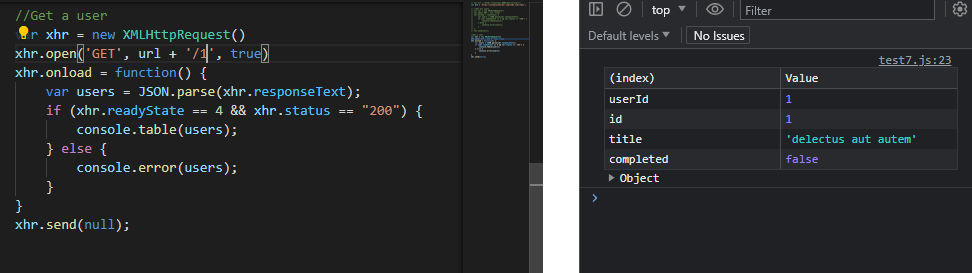 //Get a user
var xhr = new XMLHttpRequest()
xhr.open('GET', url + '/1', true)
xhr.onload = function() {
    var users = JSON.parse(xhr.responseText);
    if (xhr.readyState == 4 && xhr.status == "200") {
        console.table(users);
    } else {
        console.error(users);
    }
}
xhr.send(null);
top
Filter
Default levels
No Issues
test7.js:23
(index) Value
userId 1
id 1
title 'delectus aut autem'
completed false
Object